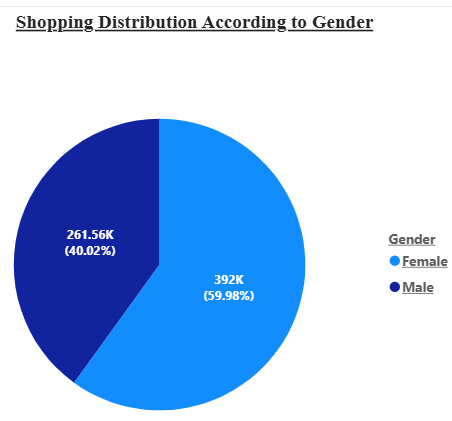 Shopping Distribution According to Gender
261.56K
(40.02%)
392K
(59.98%)
Gender
Female
Male